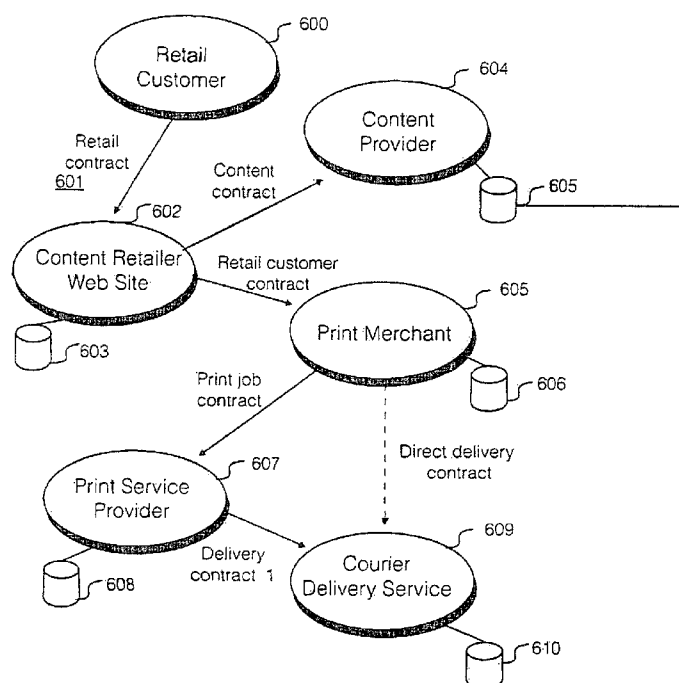 600
Retail
Customer
604
Content
Provider
Retail
contract
601
Content
contract
605
602
Content Retailer
Web Site
Retail customer
contract
605
Print Merchant
603
606
Print job
contract
Direct delivery
contract
607
Print Service
Provider
609
Delivery
contract 1
Courier
Delivery Service
608
610